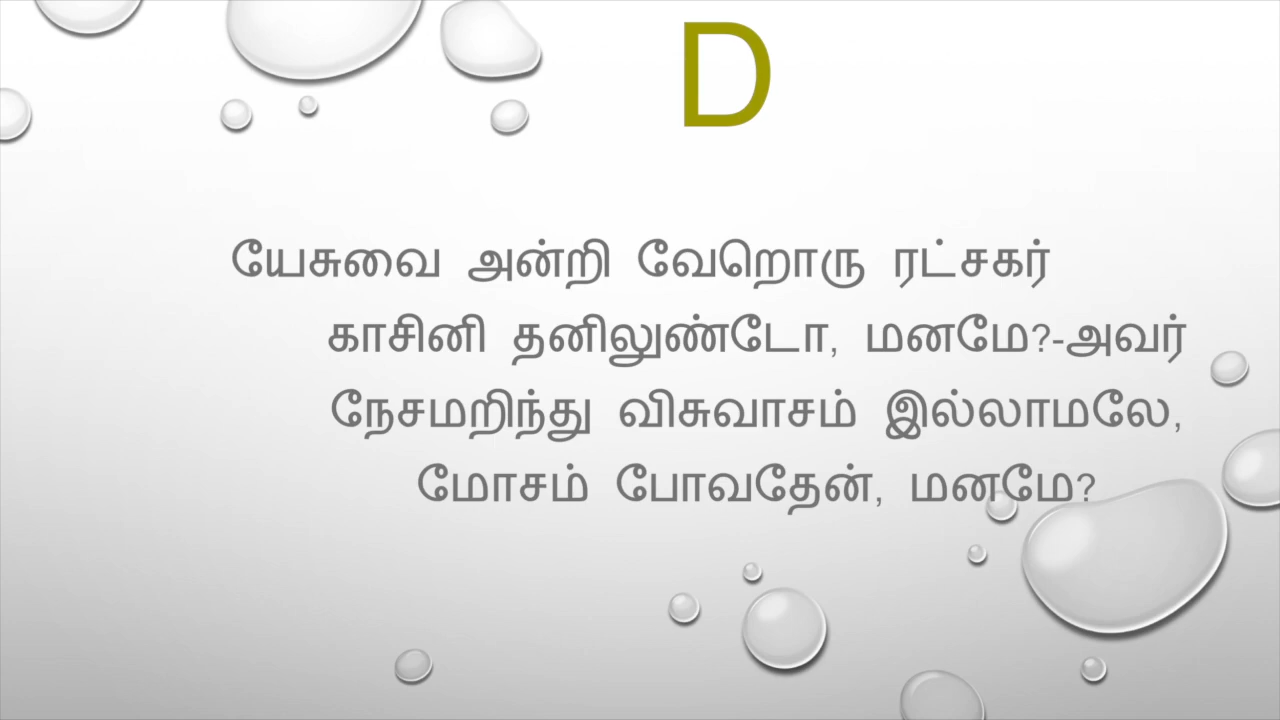 D
யேசுவை அன்றி வேறொரு ரட்சகர்
காசினி தனிலுண்டோ, மனமே?-அவர்
நேசமறிந்து விசுவாசம் இல்லாமலே,
மோசம் போவதேன், மனமே?